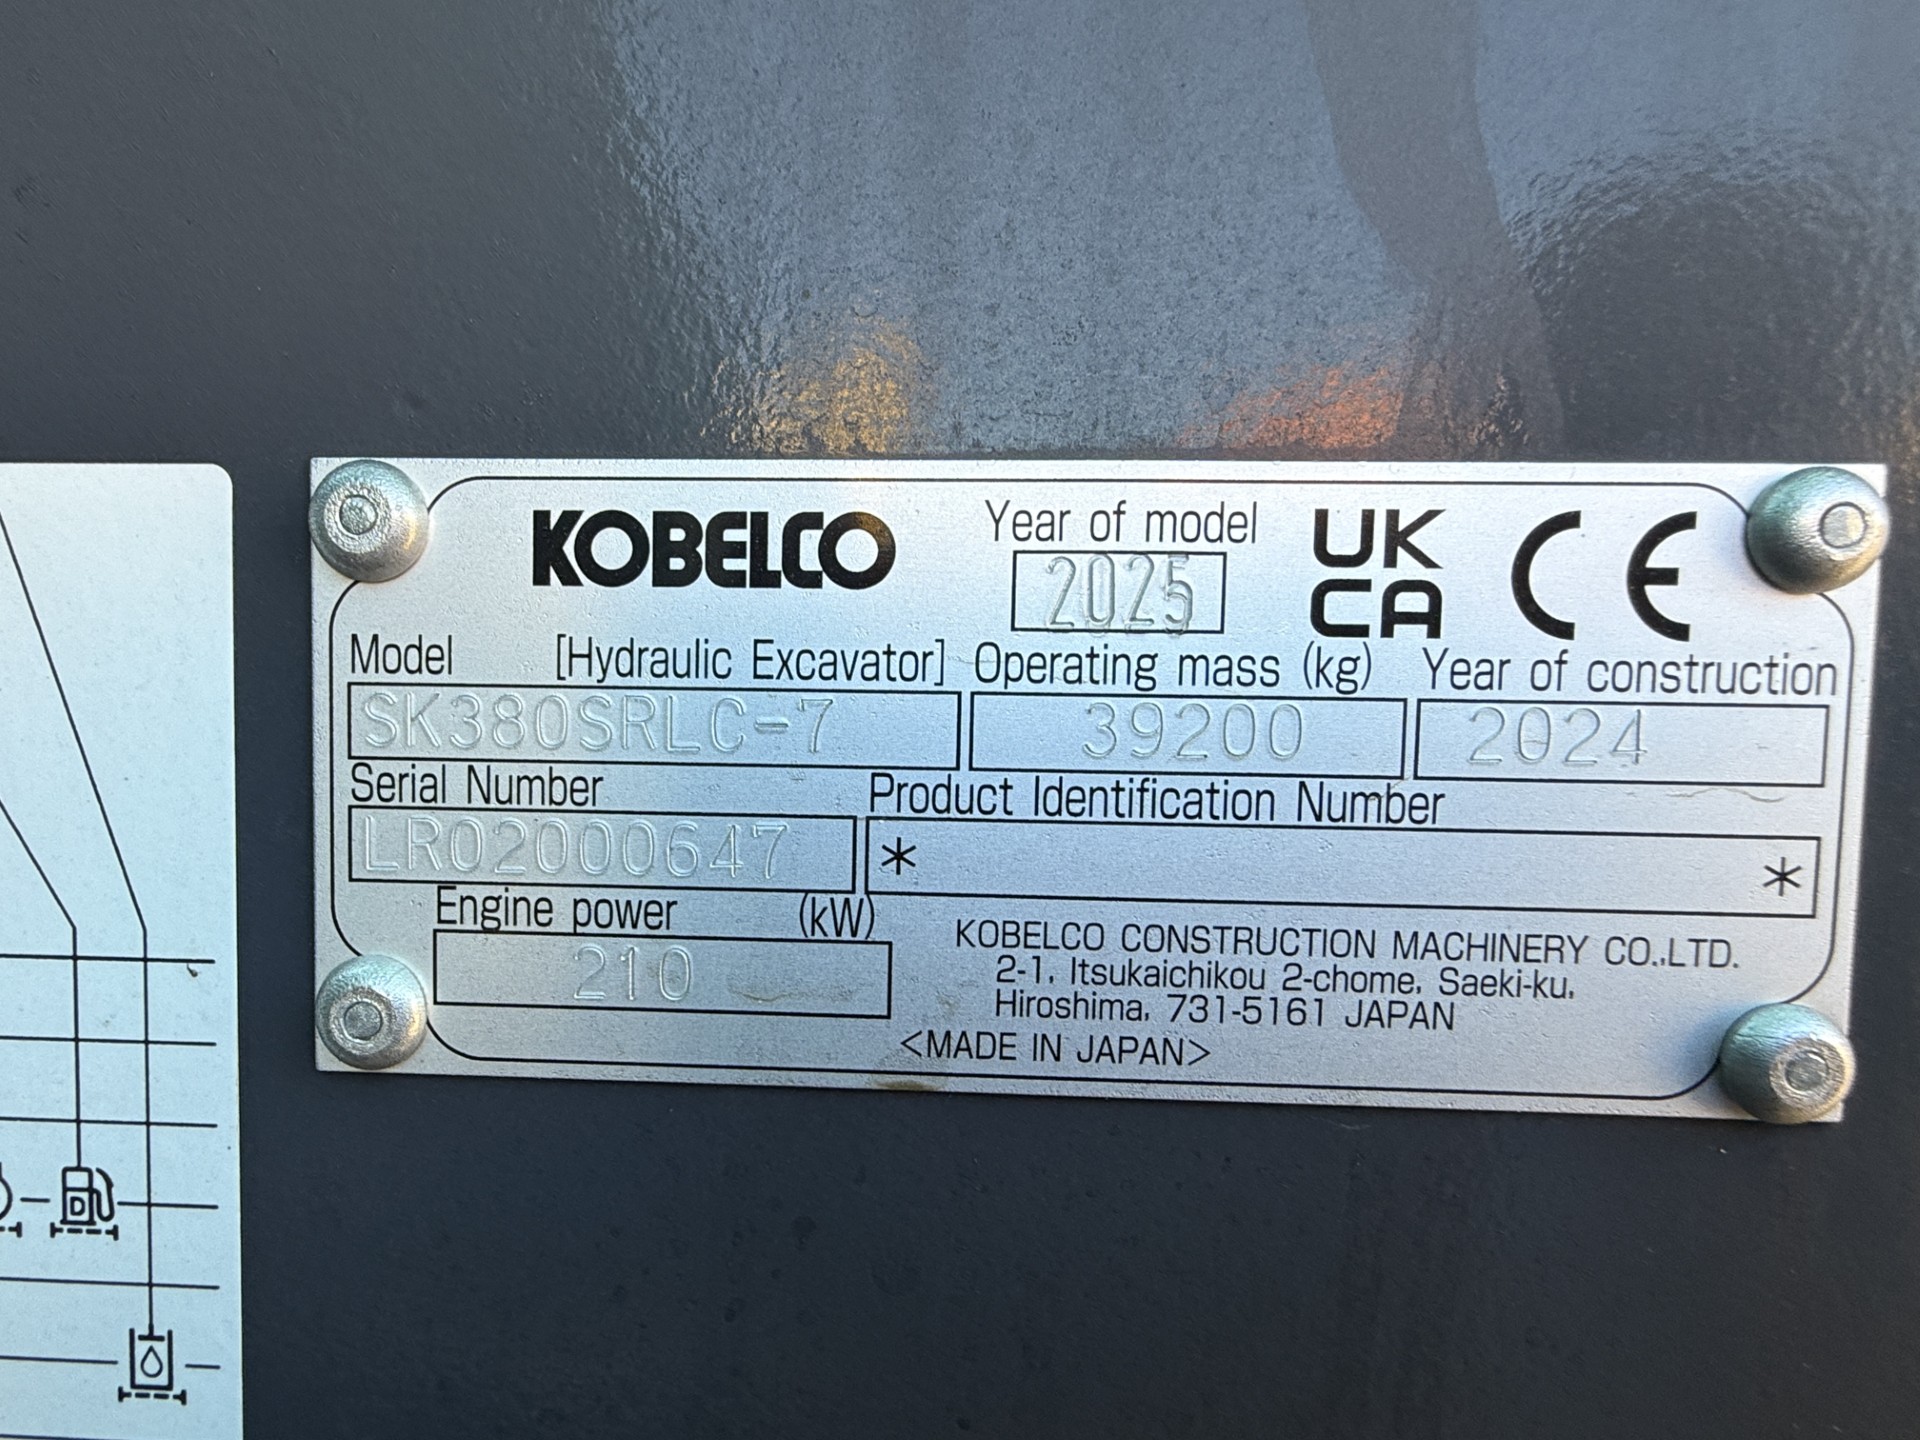 KOBELCO
Year of model
2025
UK
CA
CE
Model [Hydraulic Excavator]
SK380SRLC-7
Operating mass (kg)
39200
Year of construction
2024
Serial Number
LR02000647
Product Identification Number
* *
Engine power (kW)
210
KOBELCO CONSTRUCTION MACHINERY CO.,LTD.
2-1, Itsukaichikou 2-chome, Saeki-ku,
Hiroshima, 731-5161 JAPAN
<MADE IN JAPAN>
D